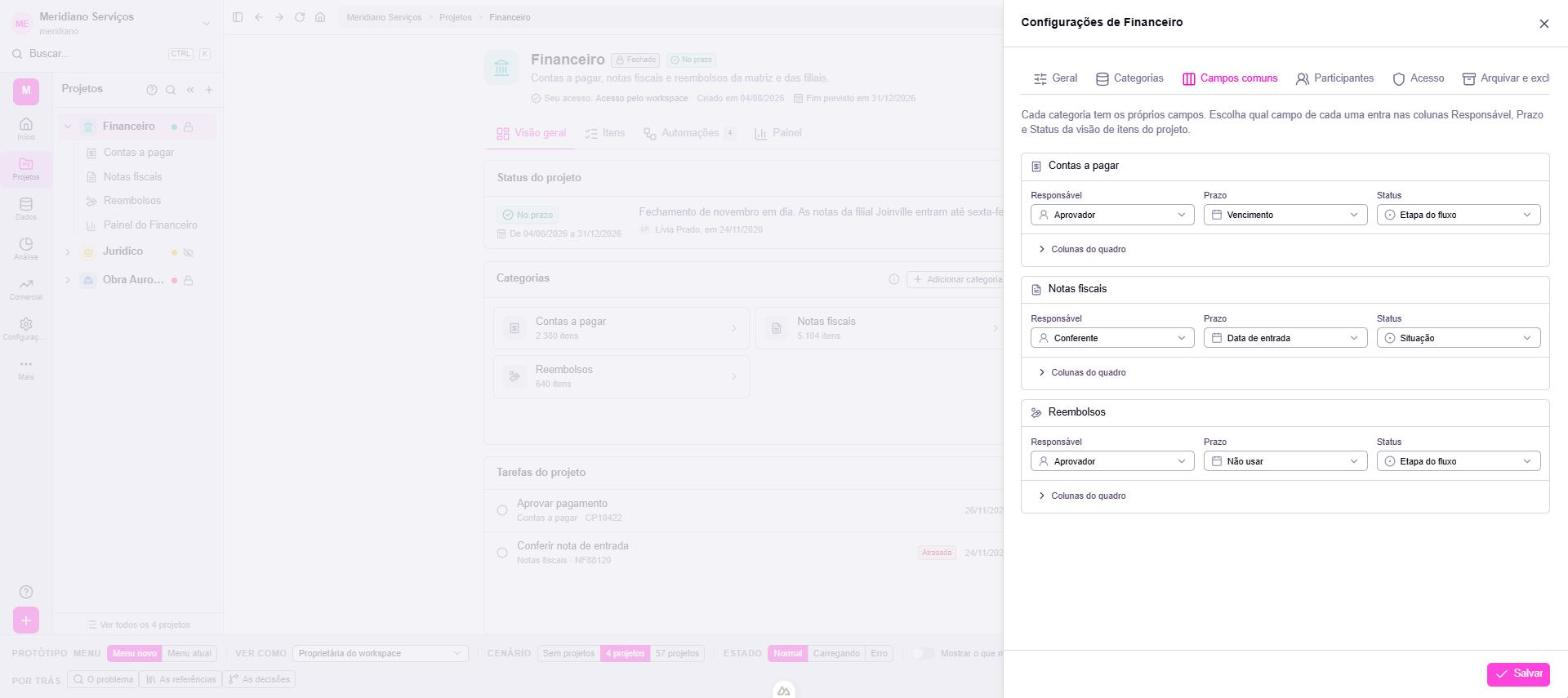 ME
Meridiano Serviços
meridiano
Buscar...
CTRL K
M
Início
Projetos
Dados
Análise
Comercial
Configuraç...
Mais
Projetos
Financeiro
Contas a pagar
Notas fiscais
Reembolsos
Painel do Financeiro
Jurídico
Obra Auro...
Ver todos os 4 projetos
Meridiano Serviços > Projetos > Financeiro
Financeiro Fechado No prazo
Contas a pagar, notas fiscais e reembolsos da matriz e das filiais.
Seu acesso: Acesso pelo workspace Criado em 04/08/2026 Fim previsto em 31/12/2026
Visão geral Itens Automações 4 Painel
Status do projeto
No prazo
De 04/08/2026 a 31/12/2026
Fechamento de novembro em dia. As notas da filial Joinville entram até sexta-fe
LP Lívia Prado, em 24/11/2026
Categorias
Adicionar categoria
Contas a pagar
2.380 itens
Notas fiscais
5.104 itens
Reembolsos
640 itens
Tarefas do projeto
Aprovar pagamento
Contas a pagar · CP10422
26/11/202
Conferir nota de entrada
Notas fiscais · NF88120
Atrasada 24/11/202
PROTÓTIPO MENU Menu novo Menu atual VER COMO Proprietária do workspace CENÁRIO Sem projetos 4 projetos 57 projetos ESTADO Normal Carregando Erro Mostrar o que m
POR TRÁS O problema As referências As decisões
Configurações de Financeiro
Geral Categorias Campos comuns Participantes Acesso Arquivar e excl
Cada categoria tem os próprios campos. Escolha qual campo de cada uma entra nas colunas Responsável, Prazo
e Status da visão de itens do projeto.
Contas a pagar
Responsável Prazo Status
Aprovador Vencimento Etapa do fluxo
Colunas do quadro
Notas fiscais
Responsável Prazo Status
Conferente Data de entrada Situação
Colunas do quadro
Reembolsos
Responsável Prazo Status
Aprovador Não usar Etapa do fluxo
Colunas do quadro
Salvar